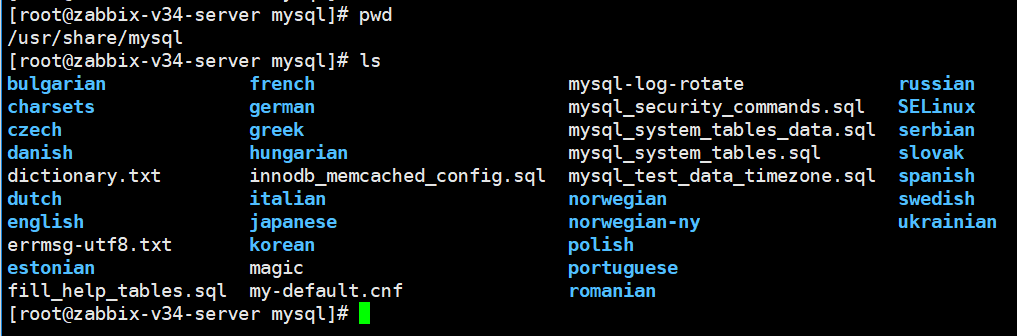 [root@zabbix-v34-server mysql]# pwd
/usr/share/mysql
[root@zabbix-v34-server mysql]# ls
bulgarian french mysql-log-rotate russian
charsets german mysql_security_commands.sql SELinux
czech greek mysql_system_tables_data.sql serbian
danish hungarian mysql_system_tables.sql slovak
dictionary.txt innodb_memcached_config.sql mysql_test_data_timezone.sql spanish
dutch italian norwegian swedish
english japanese norwegian-ny ukrainian
errmsg-utf8.txt korean polish
estonian magic portuguese
fill_help_tables.sql my-default.cnf romanian
[root@zabbix-v34-server mysql]#